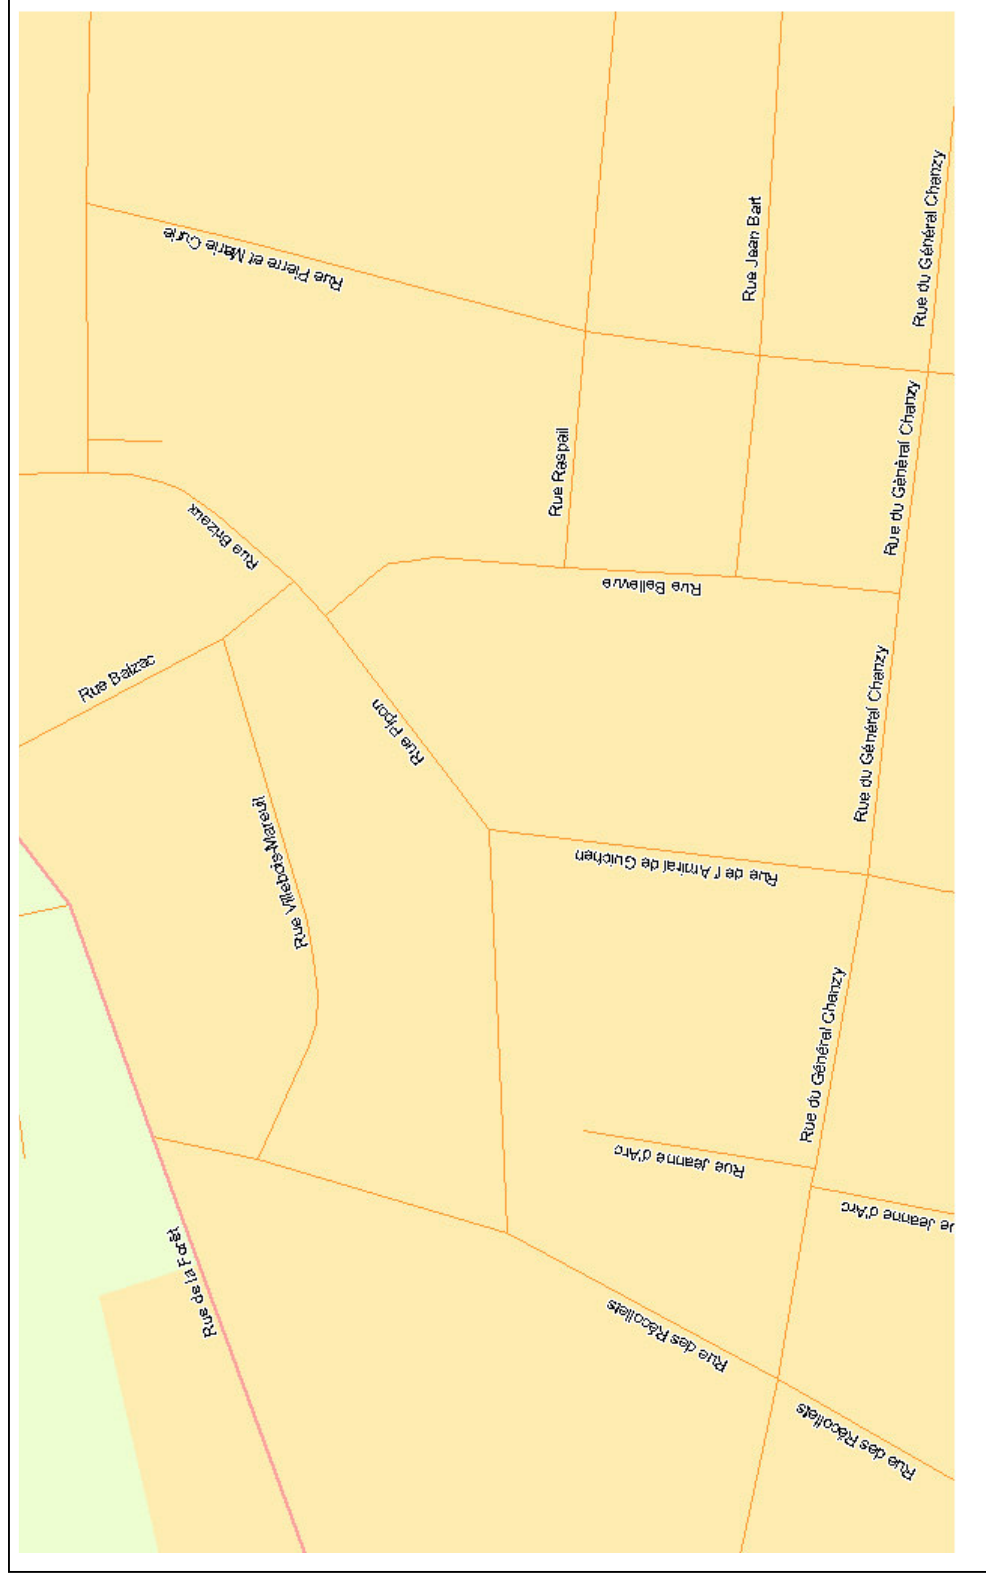 Rue du Général Chanzy
Rue Jean Bart
Rue Pierre et Marie Curie
Rue du Général Chanzy
Rue Raspail
Rue Brizeux
Rue Bellevue
Rue Balzac
Rue Pipon
Rue du Général Chanzy
Rue Villebois-Mareuil
Rue de l'Amiral de Guichen
Rue du Général Chanzy
Rue Jeanne d'Arc
ue Jeanne d'Arc
Rue de la Forêt
Rue des Récollets
Rue des Récollets